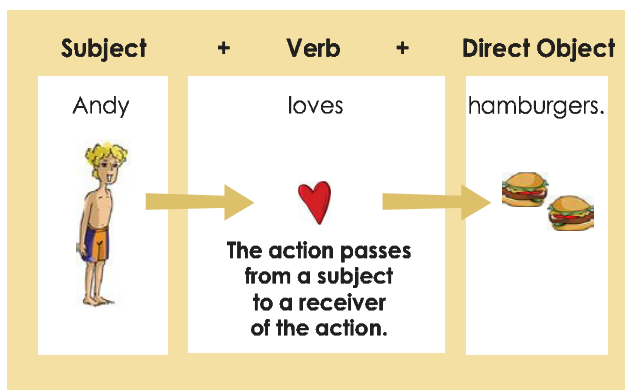 Subject + Verb + Direct Object
Andy loves hamburgers.
The action passes
from a subject
to a receiver
of the action.